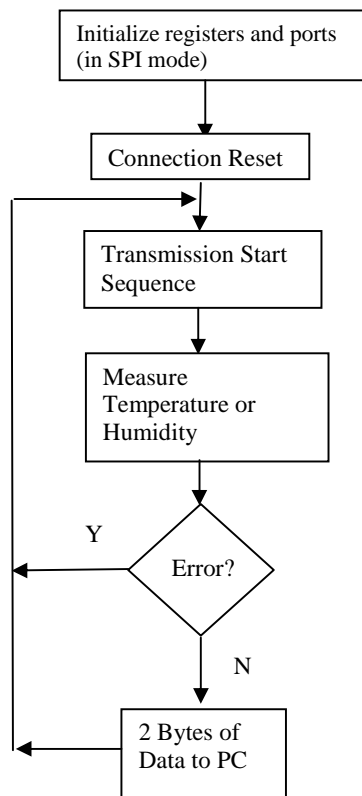 Initialize registers and ports
(in SPI mode)
Connection Reset
Transmission Start
Sequence
Measure
Temperature or
Humidity
Y
Error?
N
2 Bytes of
Data to PC